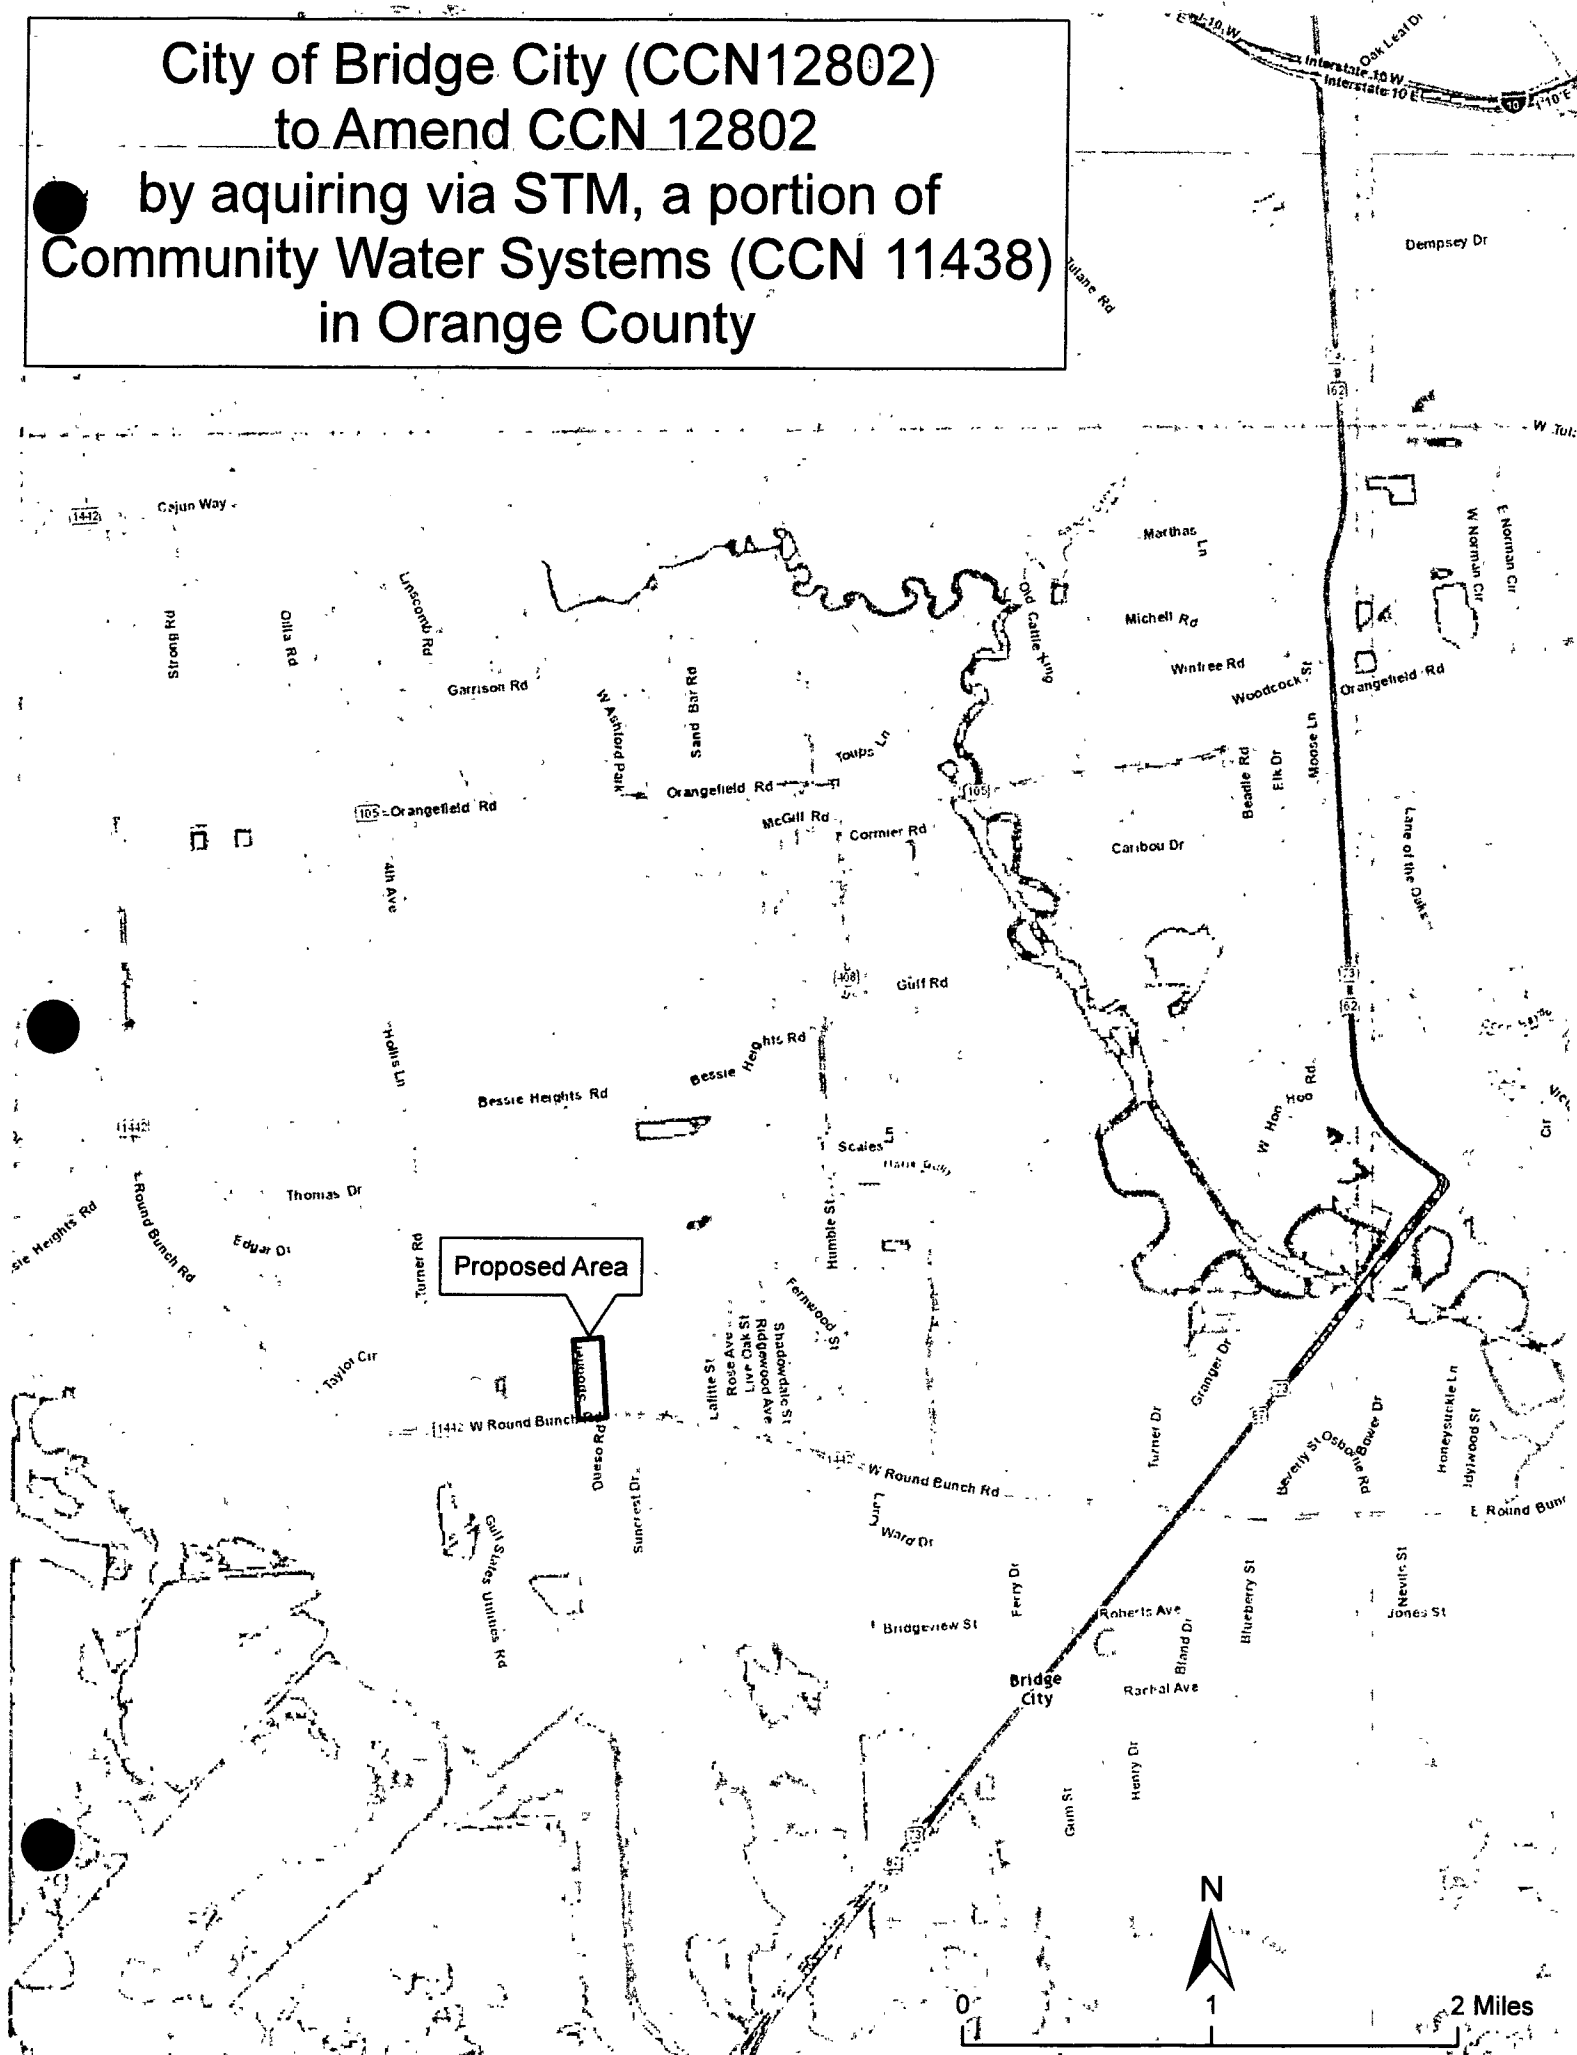 City of Bridge City (CCN12802)
to Amend CCN 12802
by aquiring via STM, a portion of
Community Water Systems (CCN 11438)
in Orange County
Oak Leaf Dr
Interstate 10 W
Interstate 10 E
10
Dempsey Dr
Tulane Rd
62
Cajun Way
1442
Marthas Ln
W Norman Cir
E Norman Cir
Linscomb Rd
Strong Rd
Old Cattle King
Michell Rd
Garrison Rd
W Ashford Park
Sand Bar Rd
Winfree Rd
Woodcock St
Orangefield Rd
Toups Ln
Moose Ln
Beadle Rd
Elk Dr
Orangefield Rd
105
105
Orangefield Rd
McGill Rd
Cormier Rd
Caribou Dr
Lane of the Oaks
4th Ave
408
Gulf Rd
73
62
Hollis Ln
Bessie Heights Rd
Bessie Heights Rd
W Hoo Hoo Rd
1442
Cir
Scales Ln
Thomas Dr
E Round Bunch Rd
Edgar Dr
Turner Rd
Humble St
Proposed Area
Fernwood St
Taylor Cir
Lafitte St
Rose Ave
Live Oak St
Ridgewood Ave
Shadowdale St
Granger Dr
1442 W Round Bunch Rd
Dueso Rd
Suncrest Dr
1442
W Round Bunch Rd
Turner Dr
Beverly St
Osborne Rd
Bower Dr
Honeysuckle Ln
Idylwood St
Larry
Ward Dr
Gulf States Utilities Rd
Ferry Dr
Blueberry St
Nevils St
Roberts Ave
Jones St
Bridgeview St
Bland Dr
Bridge
City
Rachal Ave
Henry Dr
Gum St
73
N
0 1 2 Miles